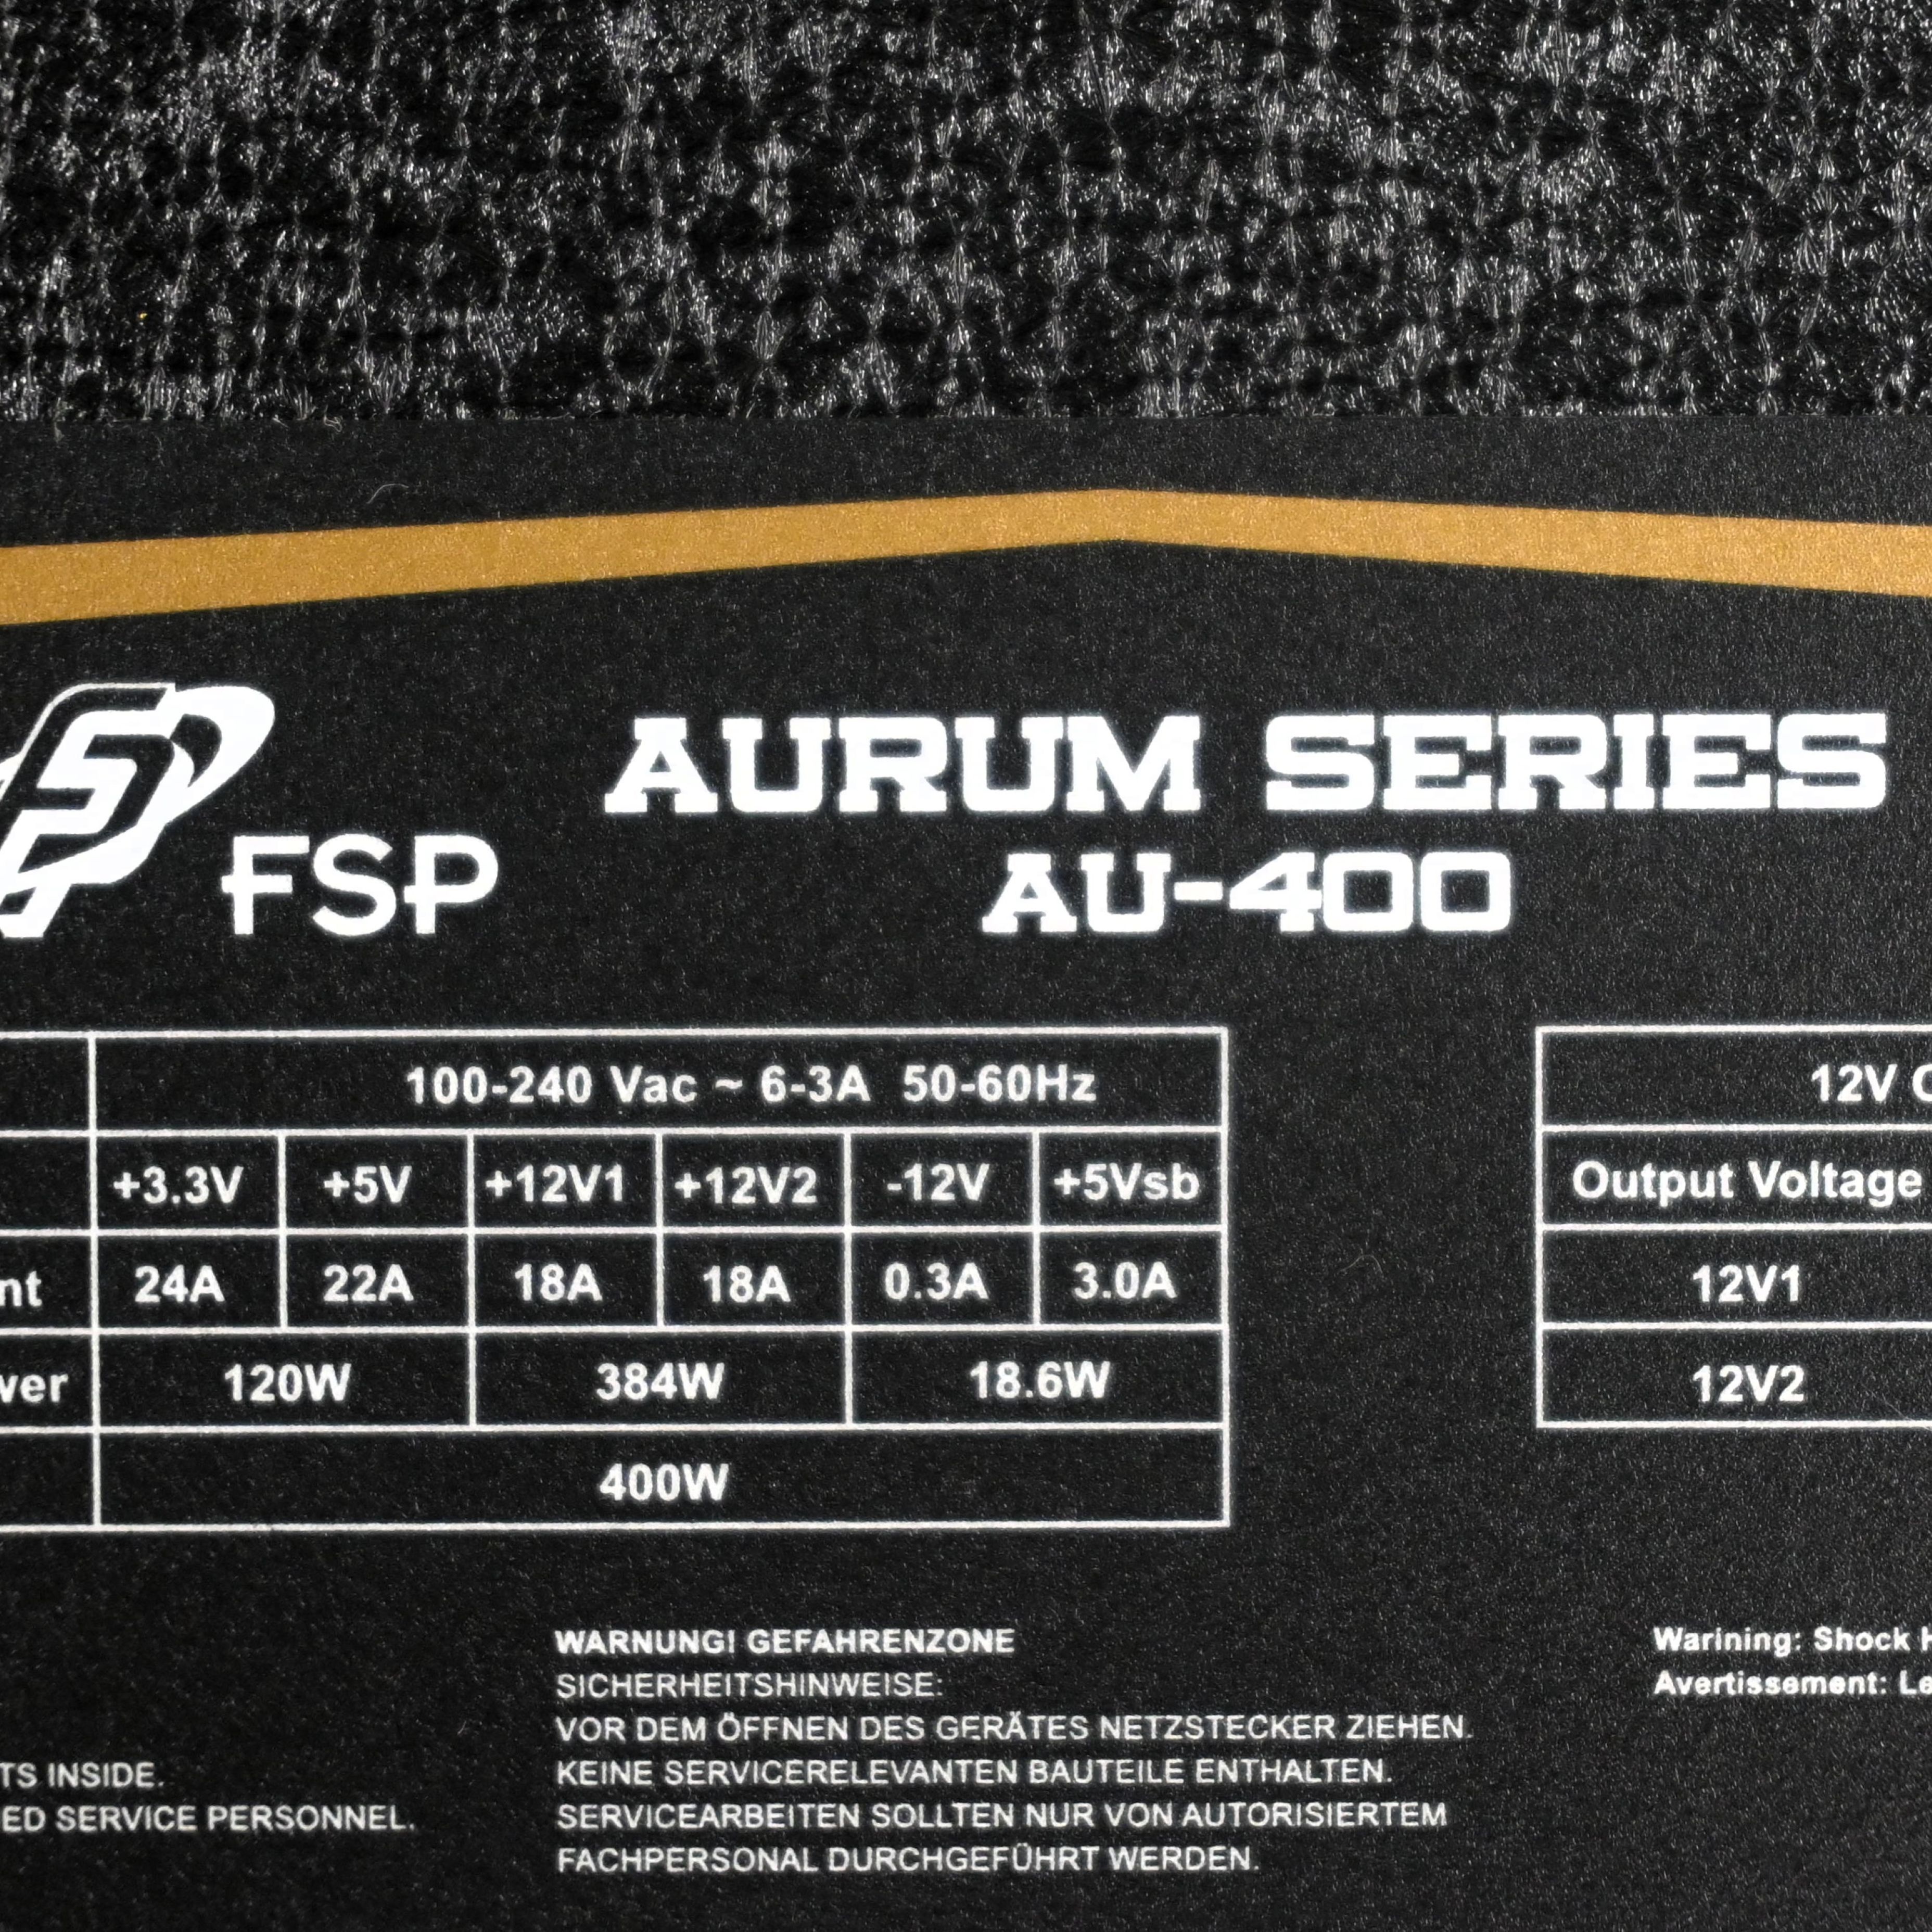 FSP
AURUM SERIES
AU-400
100-240 Vac ~ 6-3A 50-60Hz
+3.3V +5V +12V1 +12V2 -12V +5Vsb
24A 22A 18A 18A 0.3A 3.0A
120W 384W 18.6W
400W
12V
Output Voltage
12V1
12V2
TS INSIDE.
ED SERVICE PERSONNEL.
WARNUNG! GEFAHRENZONE
SICHERHEITSHINWEISE:
VOR DEM ÖFFNEN DES GERÄTES NETZSTECKER ZIEHEN.
KEINE SERVICERELEVANTEN BAUTEILE ENTHALTEN.
SERVICEARBEITEN SOLLTEN NUR VON AUTORISIERTEM
FACHPERSONAL DURCHGEFÜHRT WERDEN.
Warining: Shock
Avertissement: Le